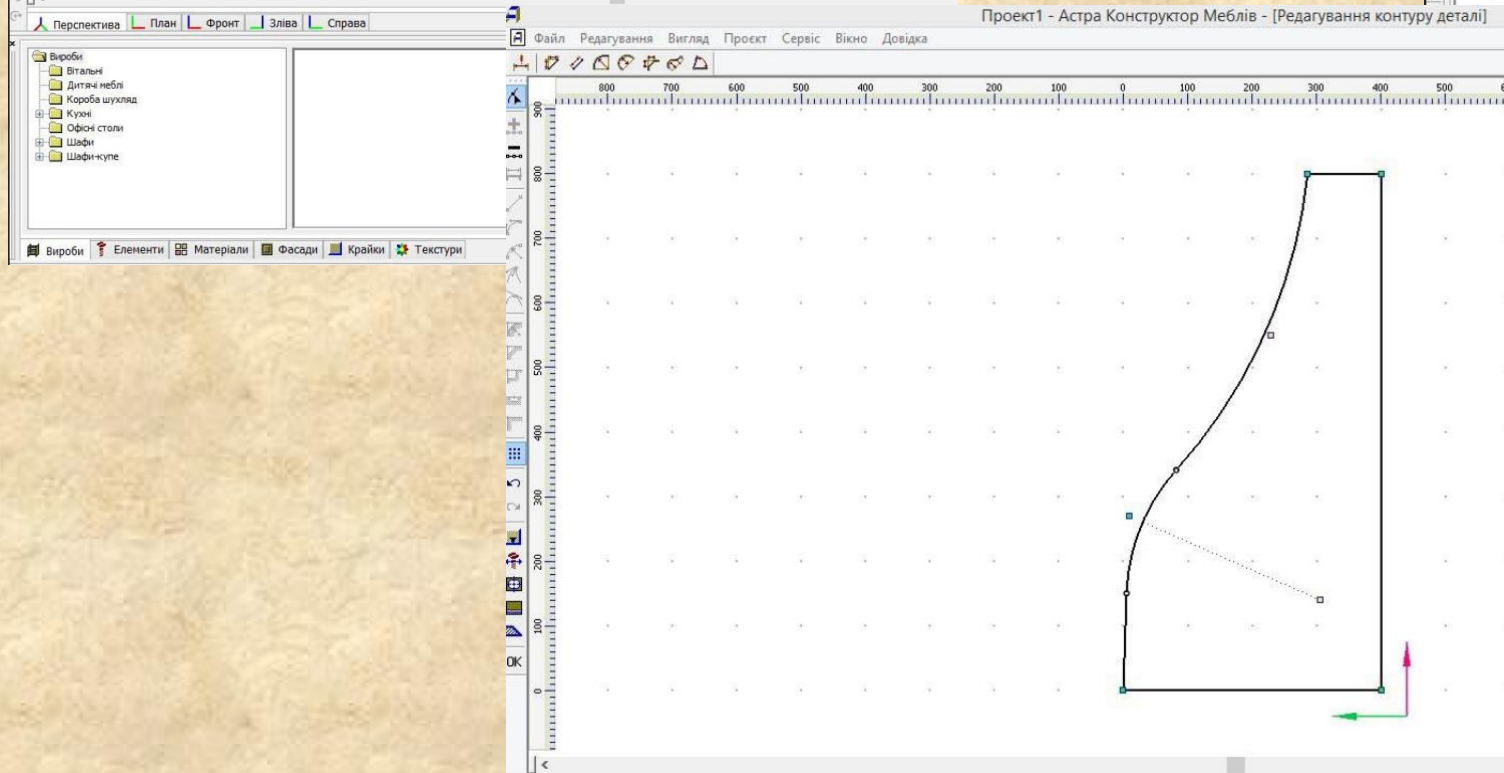 Перспектива План Фронт Зліва Справа
Вироби
Вітальні
Дитячі меблі
Короба шухляд
Кухні
Офісні столи
Шафи
Шафи-купе
Вироби Елементи Матеріали Фасади Крайки Текстури
Проект1 - Астра Конструктор Меблів - [Редагування контуру деталі]
Файл Редагування Вигляд Проєкт Сервіс Вікно Довідка
800 700 600 500 400 300 200 100 0 100 200 300 400 500
900
800
700
600
500
400
300
200
100
0
OK